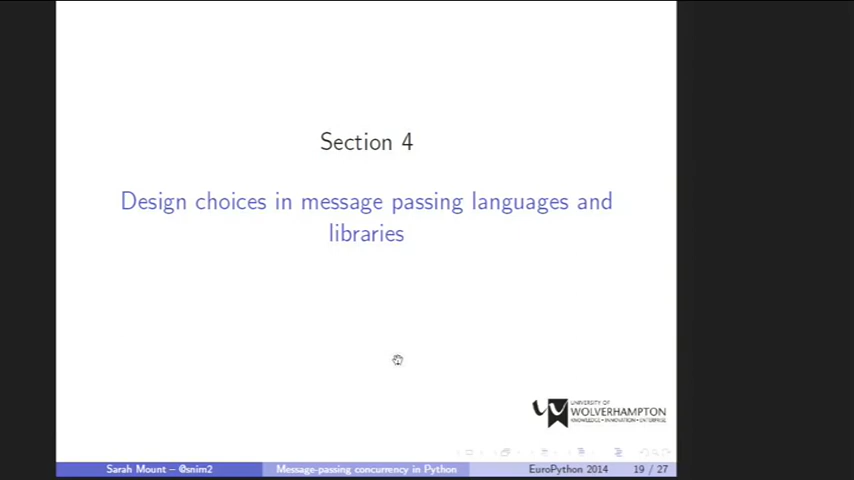 Section 4
Design choices in message passing languages and
libraries
UNIVERSITY OF
WOLVERHAMPTON
KNOWLEDGE • INNOVATION • ENTERPRISE
Sarah Mount – @snim2 Message-passing concurrency in Python EuroPython 2014 19 / 27